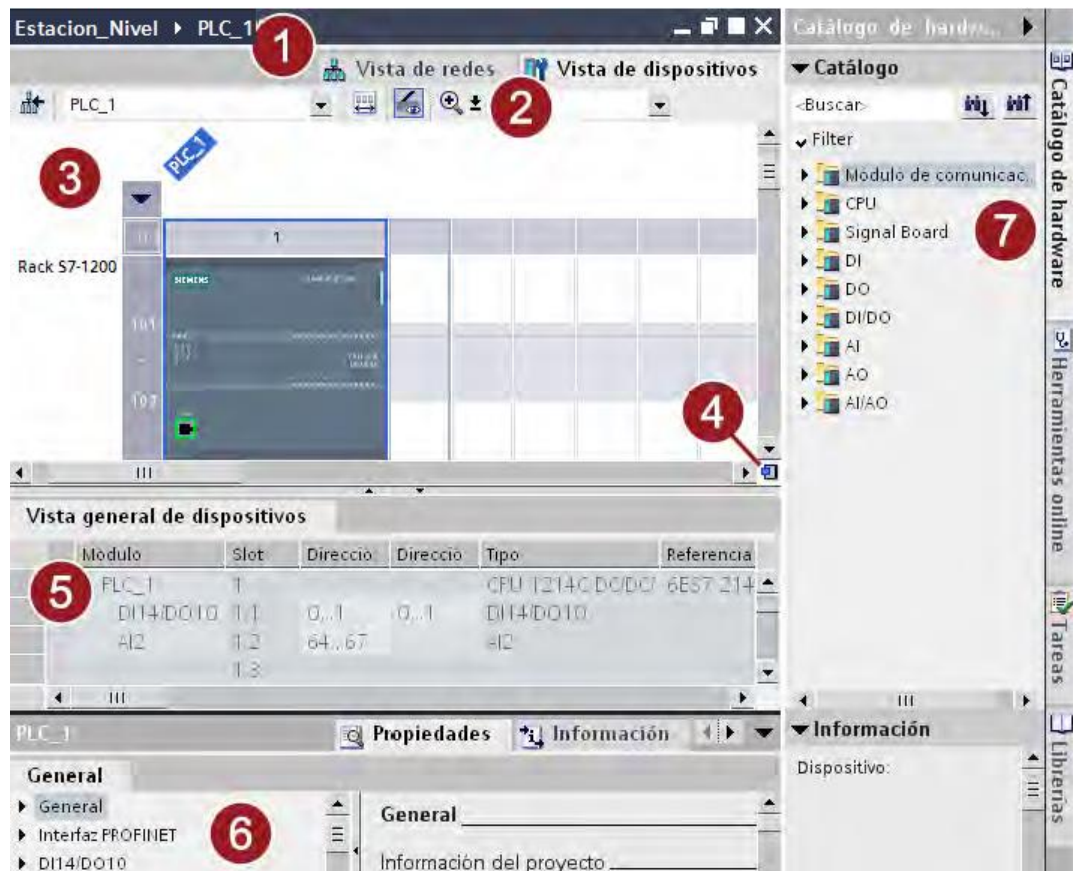 Estacion_Nivel ▸ PLC_1
1
Catálogo de hardw...
Vista de redes
Vista de dispositivos
Catálogo
PLC_1
2
<Buscar>
Filter
3
PLC_1
Módulo de comunicac..
CPU
Signal Board
7
DI
DO
DI/DO
AI
AO
AI/AO
1
Rack S7-1200
SIEMENS
101
-
107
4
Vista general de dispositivos
Módulo Slot Direcció. Direcció Tipo Referencia
5
PLC_1 1 CPU 1214C DC/DC/ 6ES7 214
DI14/DO10 1.1 0...1 0...1 DI14/DO10
AI2 1.2 64...67 AI2
1.3
PLC_1
Propiedades
Información
Información
General
Dispositivo:
General
Interfaz PROFINET
DI14/DO10
6
General
Información del proyecto
Catálogo de hardware
Herramientas online
Tareas
Librerías